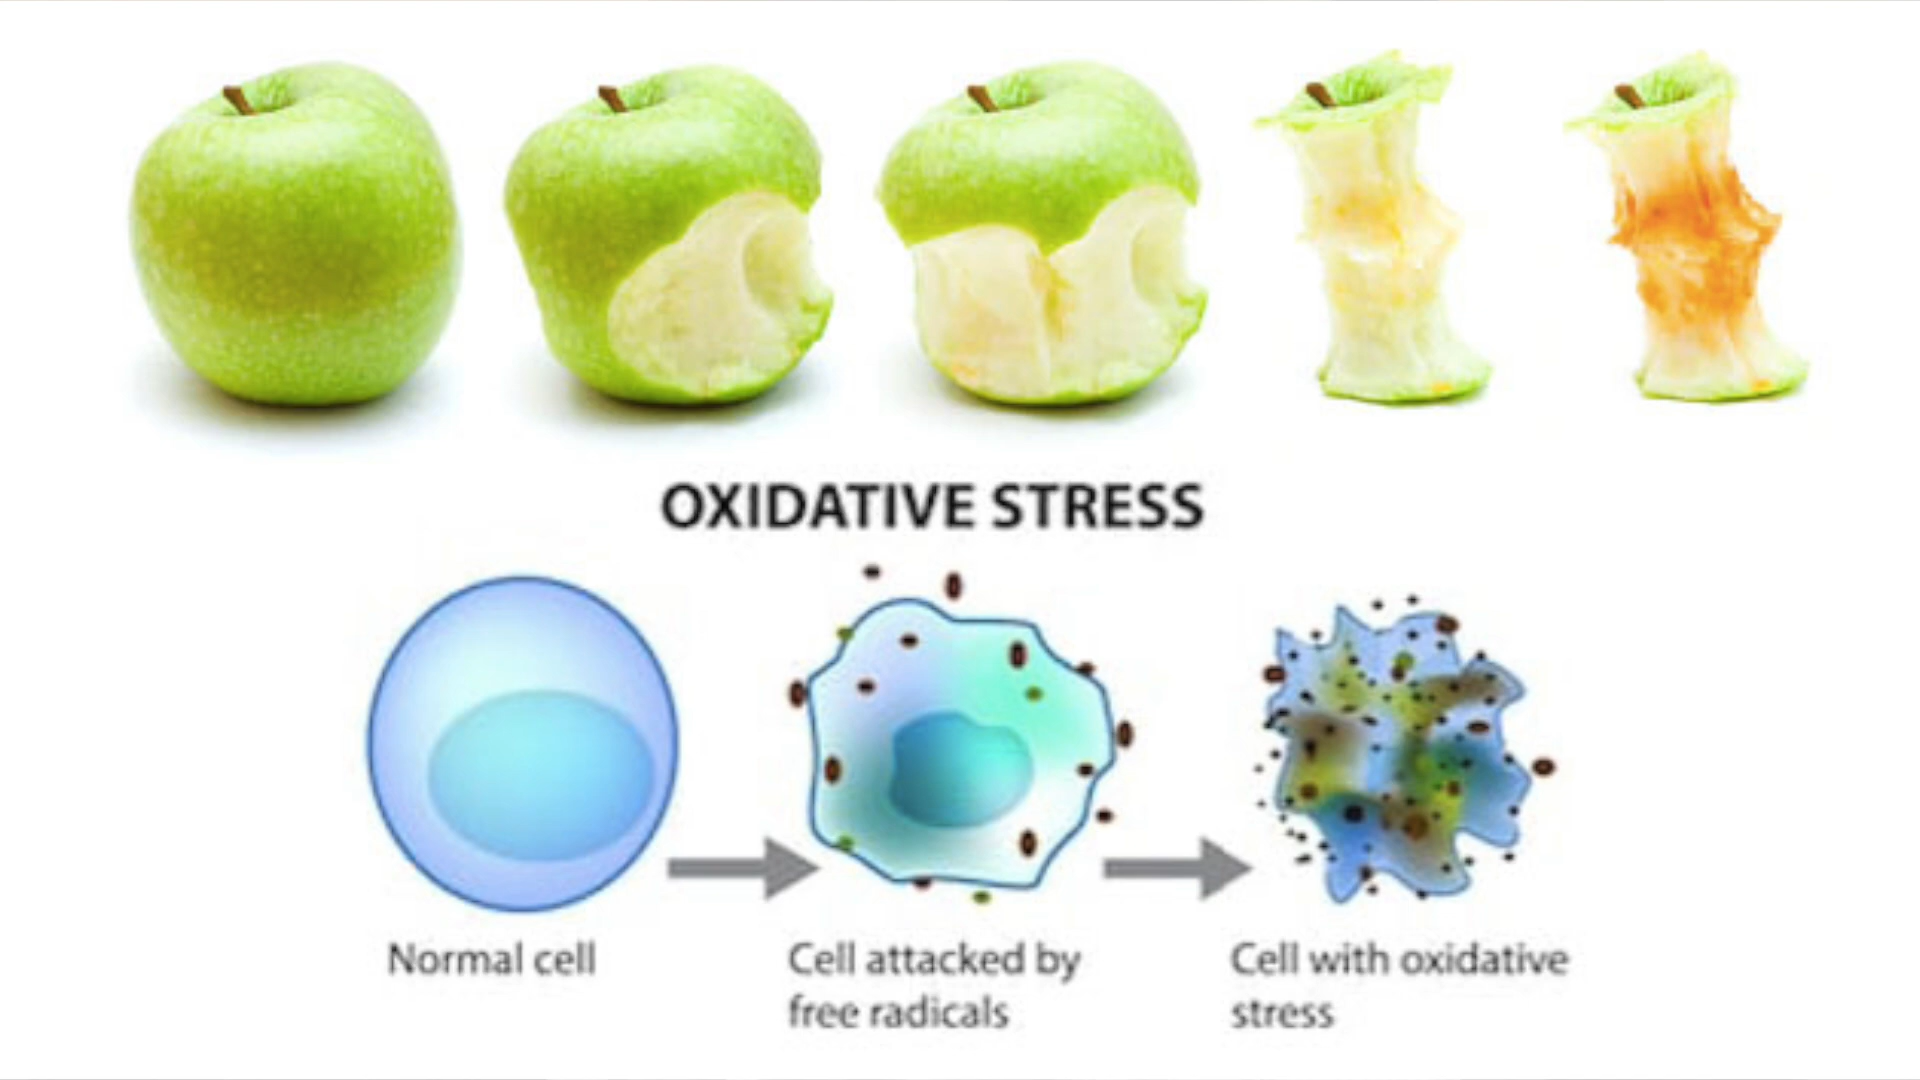 OXIDATIVE STRESS
Normal cell
Cell attacked by
free radicals
Cell with oxidative
stress